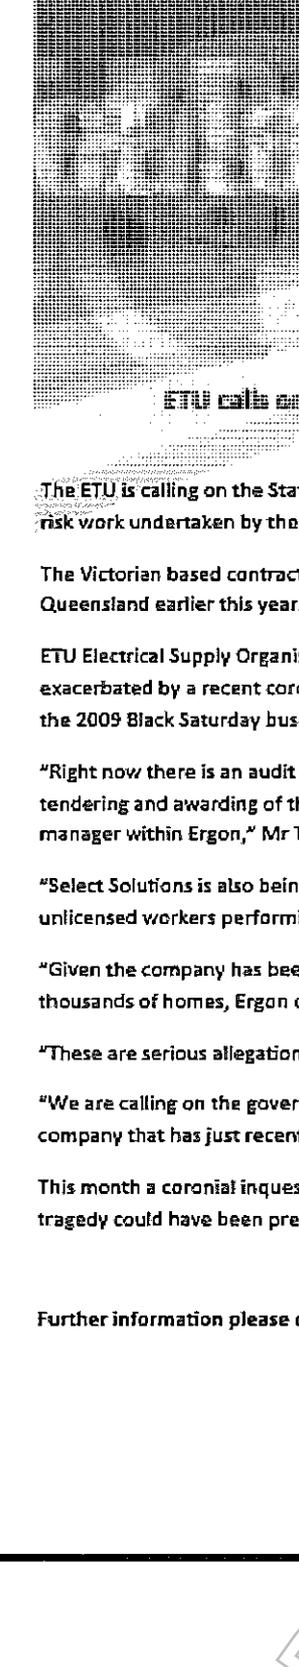 ETU calls on
The ETU is calling on the Sta
risk work undertaken by the
The Victorian based contract
Queensland earlier this year
ETU Electrical Supply Organi
exacerbated by a recent coro
the 2009 Black Saturday bus
"Right now there is an audit
tendering and awarding of th
manager within Ergon," Mr T
"Select Solutions is also bein
unlicensed workers performi
"Given the company has bee
thousands of homes, Ergon
"These are serious allegation
"We are calling on the gover
company that has just recent
This month a coronial inques
tragedy could have been pre
Further information please